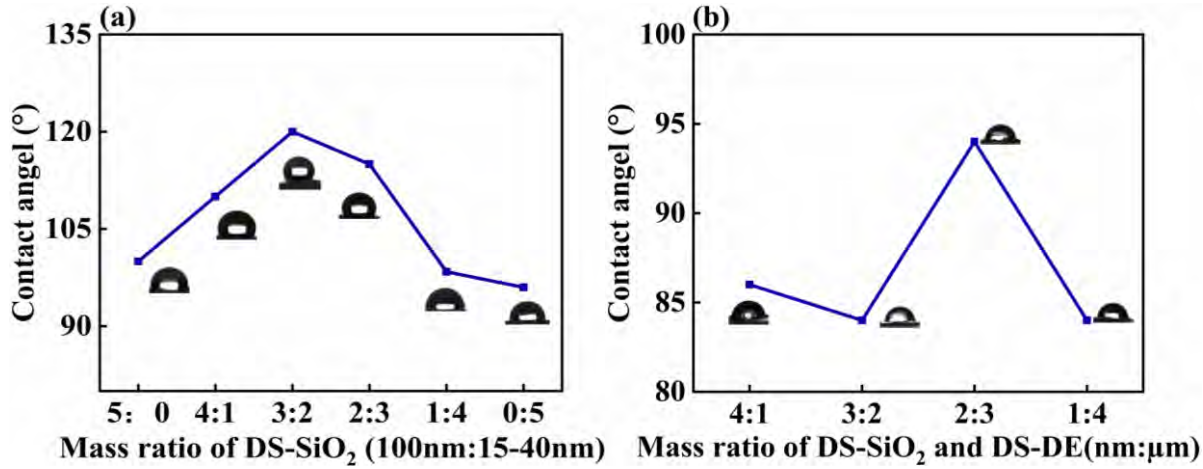 (a)
135
120
105
90
Contact angel (°)
5: 0 4:1 3:2 2:3 1:4 0:5
Mass ratio of DS-SiO₂ (100nm:15-40nm)
(b)
100
95
90
85
80
Contact angel (°)
4:1 3:2 2:3 1:4
Mass ratio of DS-SiO₂ and DS-DE(nm:μm)